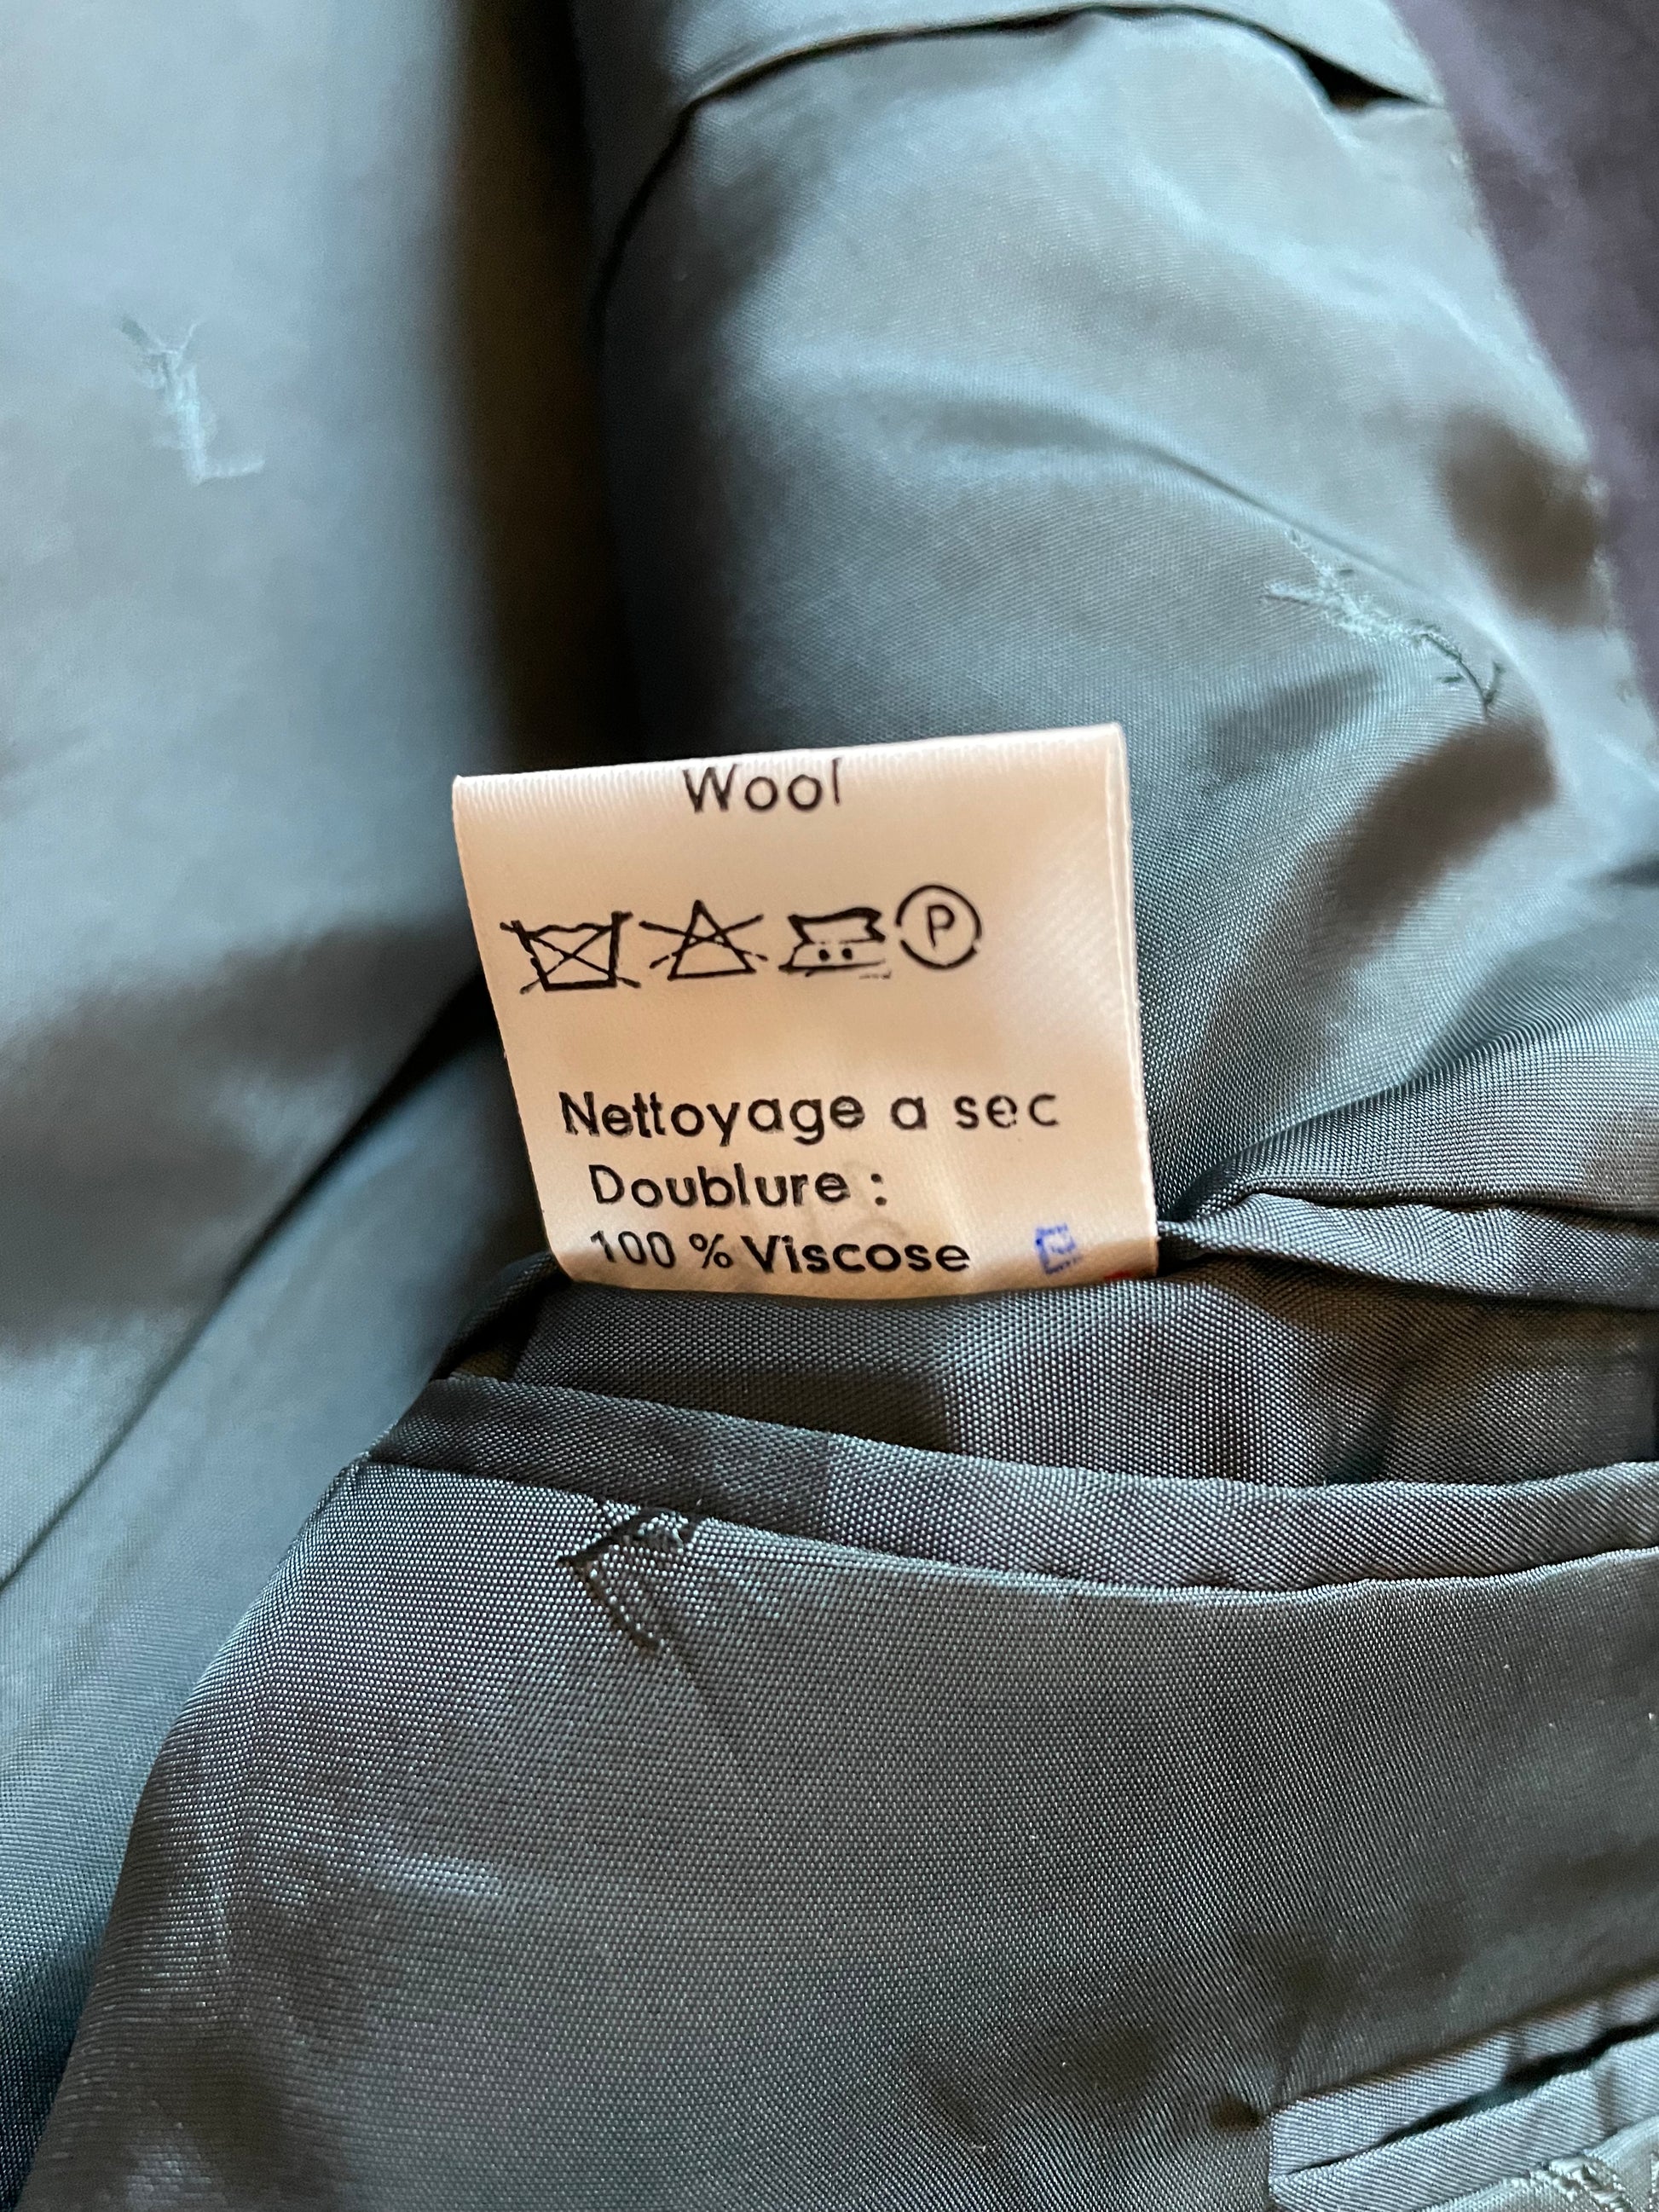 Wool
P
Nettoyage a sec
Doublure :
100 % Viscose